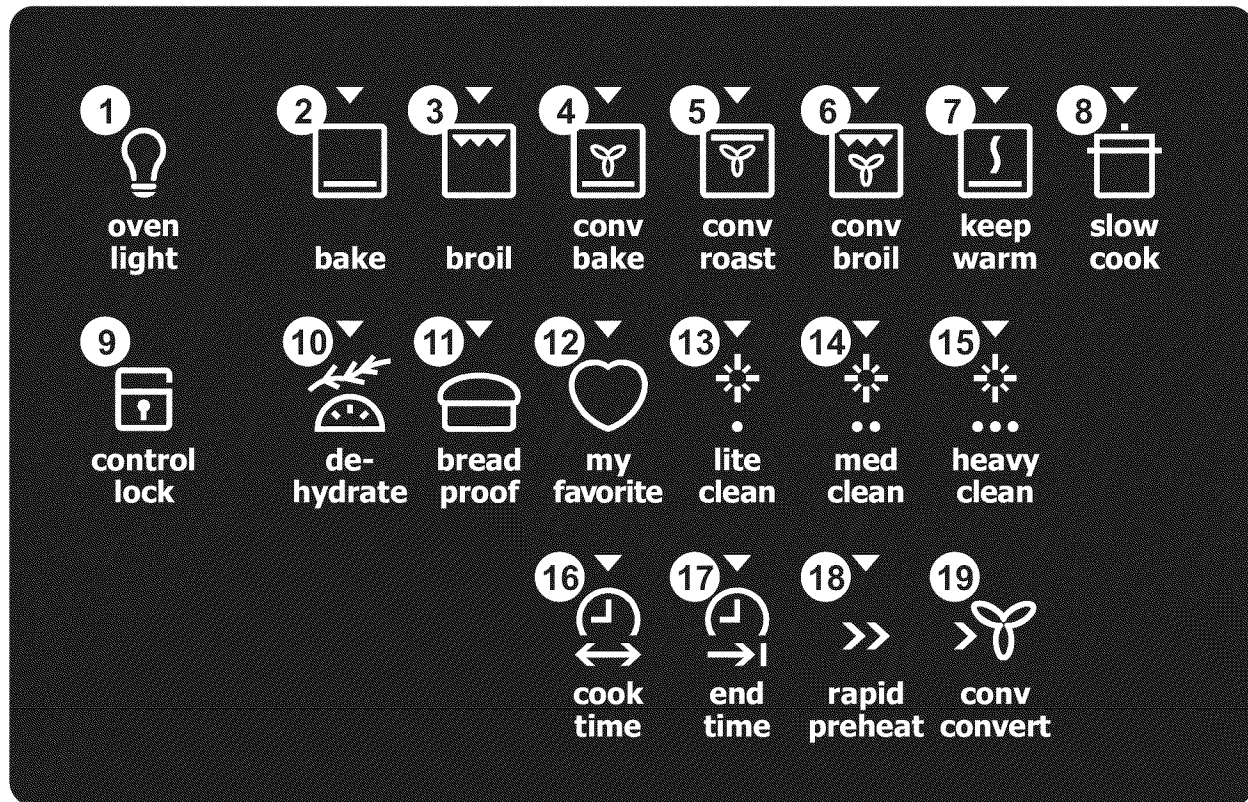 1 2 3 4 5 6 7 8
oven conv conv conv keep slow
light bake broil bake roast broil warm cook
9 10 11 12 13 14 15
control de- bread my lite med heavy
lock hydrate proof favorite clean clean clean
16 17 18 19
cook end rapid conv
time time preheat convert